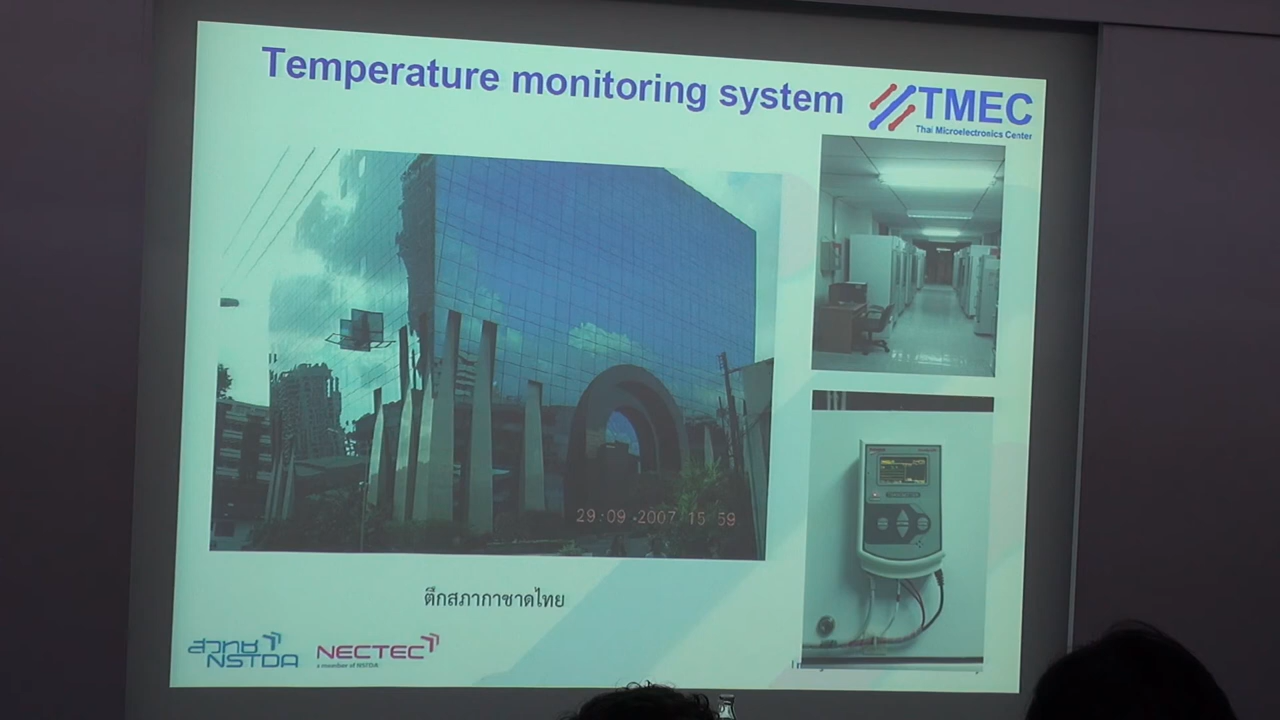 Temperature monitoring system
TMEC
Thai Microelectronics Center
29:09 2007 15 59
ตึกสภากาชาดไทย
สวทช
NSTDA
NECTEC
a member of NSTDA